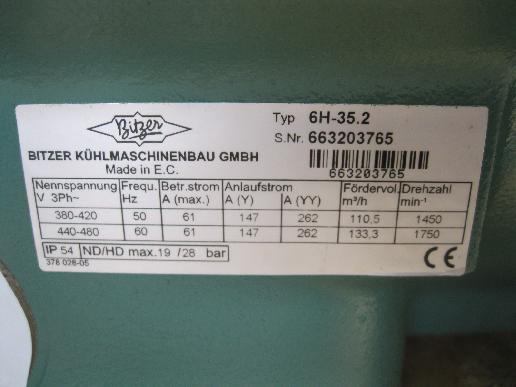 Bitzer
Typ 6H-35.2
S.Nr. 663203765
BITZER KÜHLMASCHINENBAU GMBH
Made in E.C.
663203765
Nennspannung Frequ. Betr.strom Anlaufstrom Fördervol. Drehzahl
V 3Ph~ Hz A (max.) A (Y) A (YY) m³/h min⁻¹
380-420 50 61 147 262 110,5 1450
440-480 60 61 147 262 133,3 1750
IP 54 ND/HD max.19 /28 bar CE
378 028-05